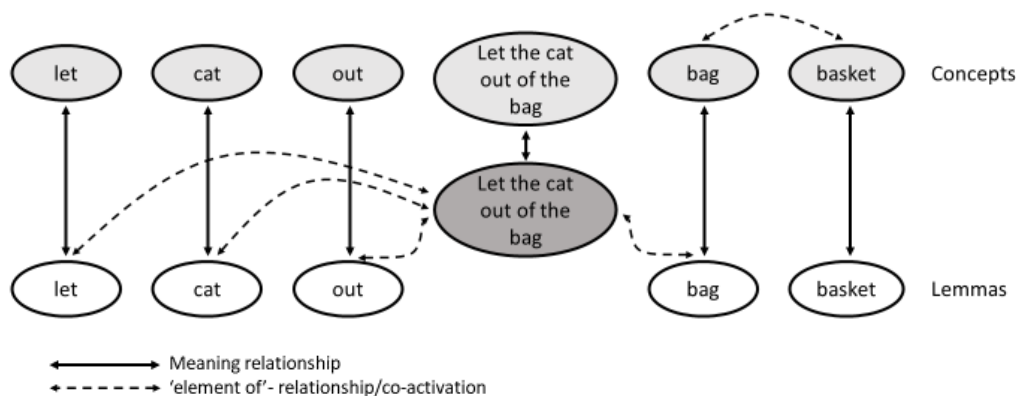 let
cat
out
Let the cat
out of the
bag
bag
basket
Concepts
Let the cat
out of the
bag
let
cat
out
bag
basket
Lemmas
Meaning relationship
‘element of’- relationship/co-activation